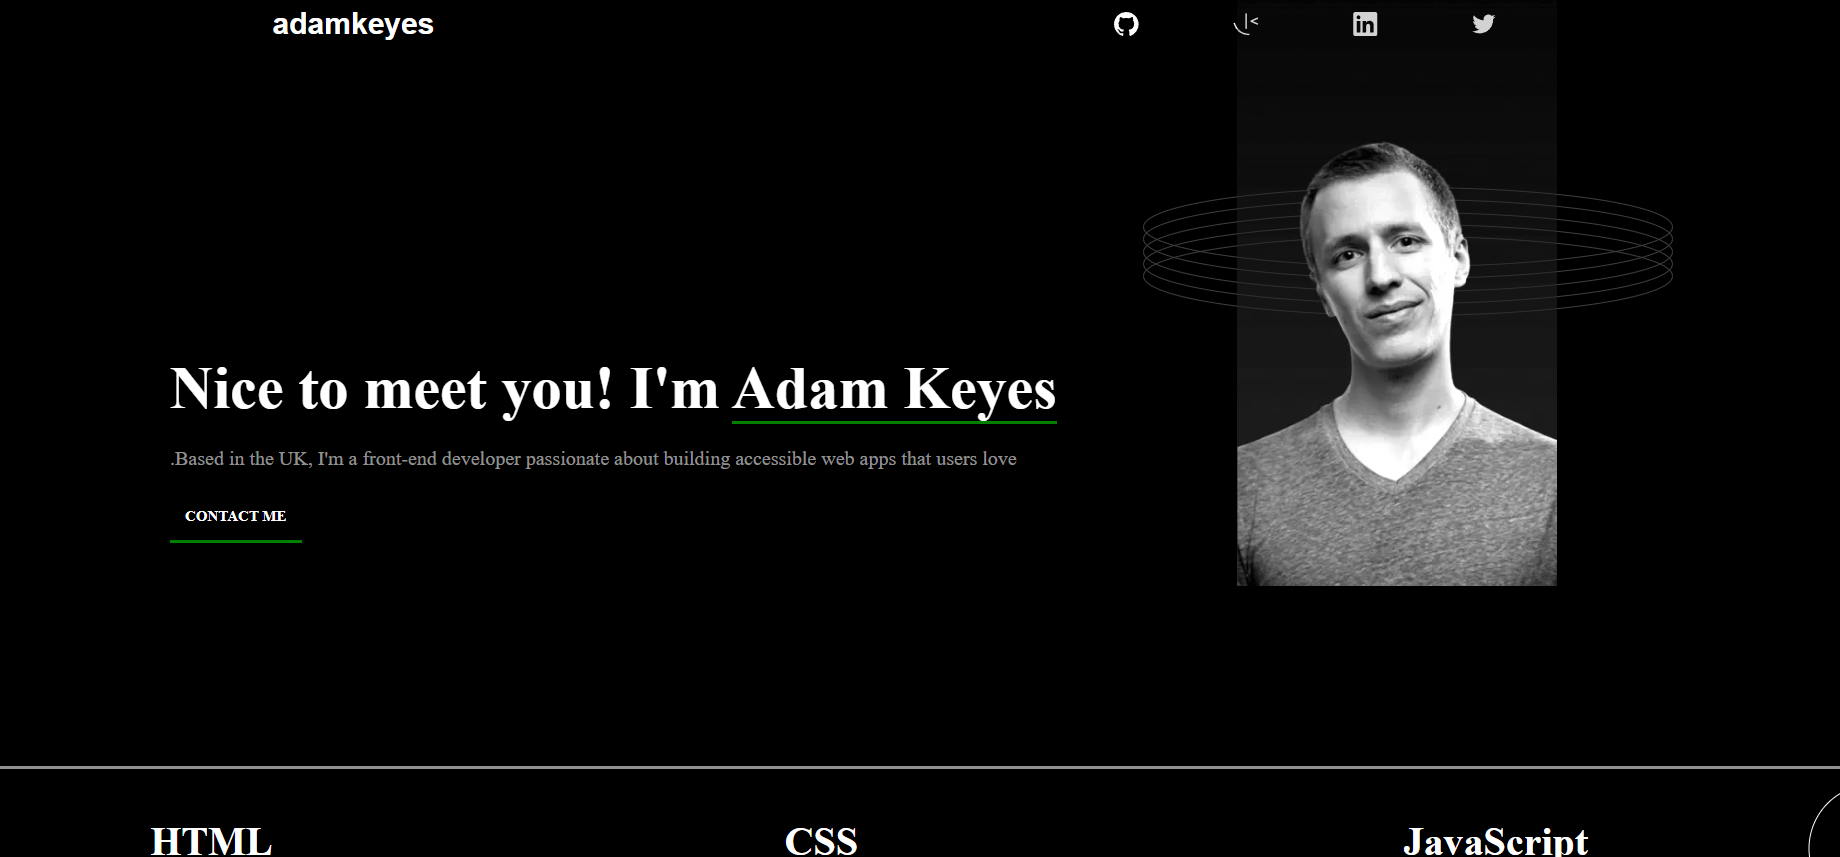 adamkeyes
Nice to meet you! I'm Adam Keyes
.Based in the UK, I'm a front-end developer passionate about building accessible web apps that users love
CONTACT ME
HTML
CSS
JavaScript